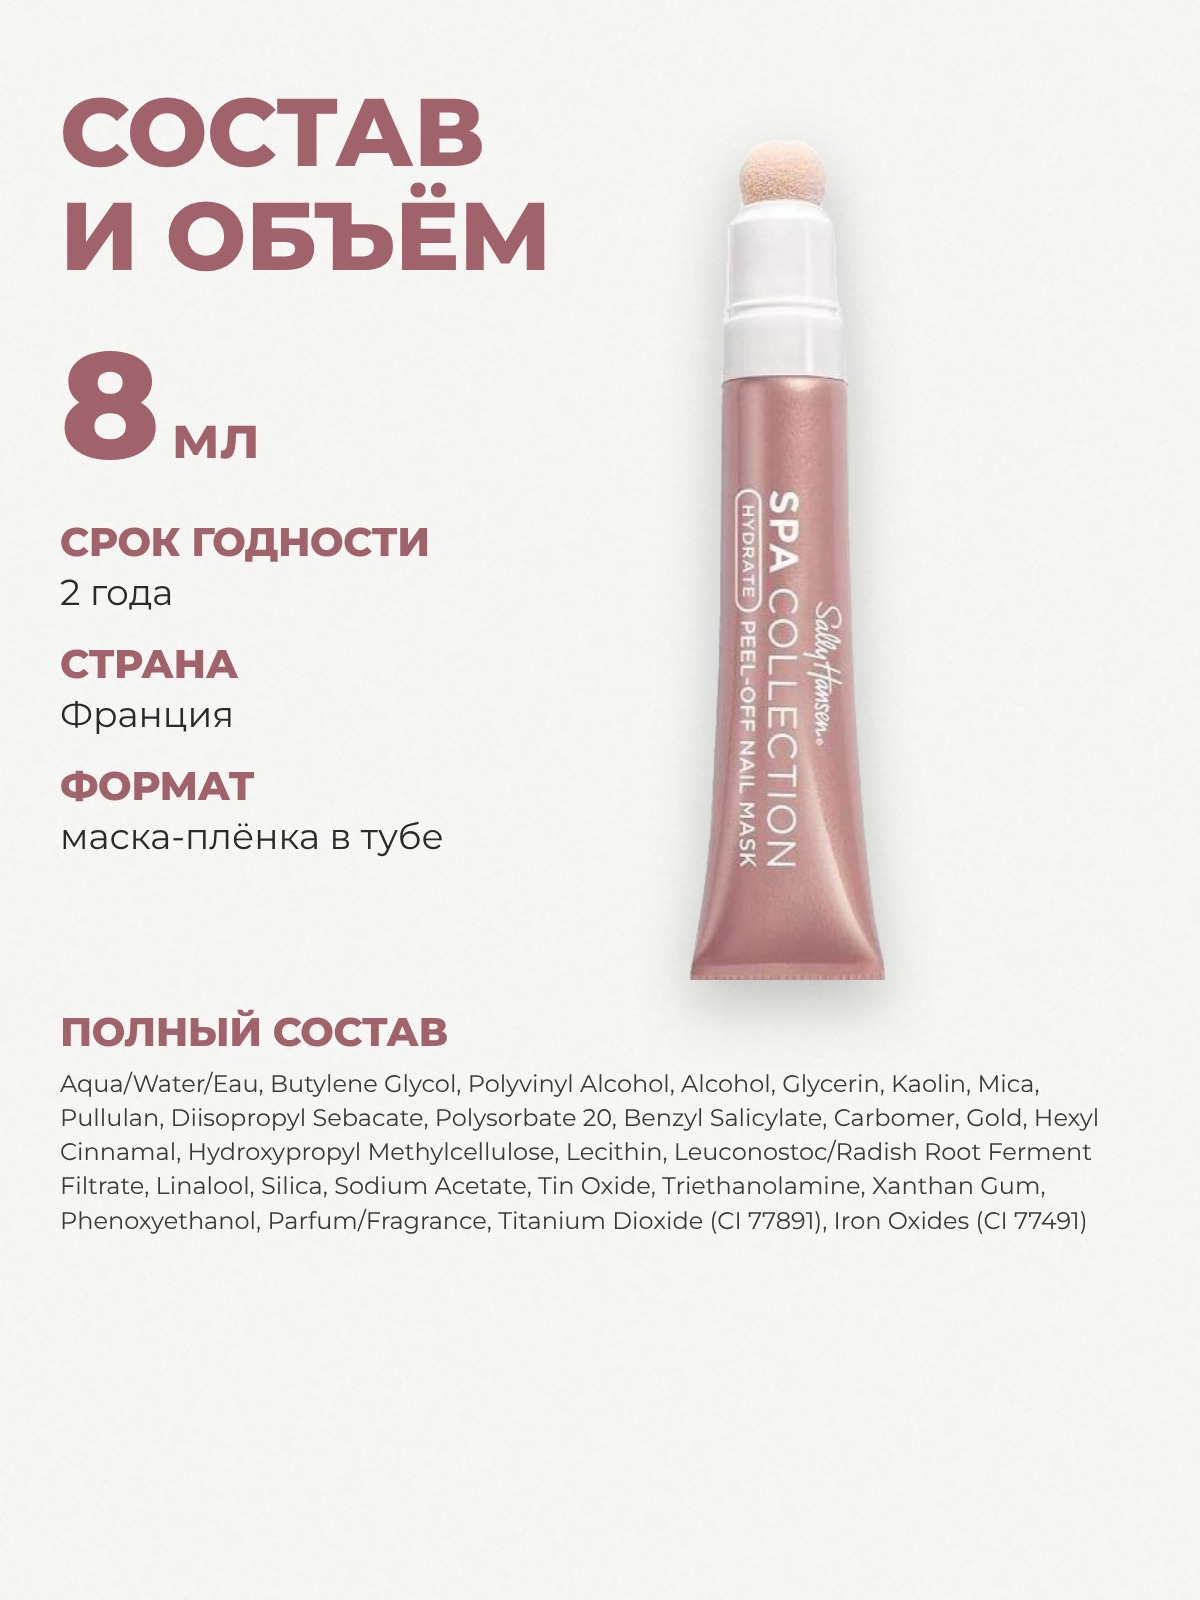 СОСТАВ
И ОБЪЁМ
8 мл
СРОК ГОДНОСТИ
2 года
СТРАНА
Франция
ФОРМАТ
маска-плёнка в тубе
Sally Hansen®
SPA COLLECTION
HYDRATE PEEL-OFF NAIL MASK
ПОЛНЫЙ СОСТАВ
Aqua/Water/Eau, Butylene Glycol, Polyvinyl Alcohol, Alcohol, Glycerin, Kaolin, Mica,
Pullulan, Diisopropyl Sebacate, Polysorbate 20, Benzyl Salicylate, Carbomer, Gold, Hexyl
Cinnamal, Hydroxypropyl Methylcellulose, Lecithin, Leuconostoc/Radish Root Ferment
Filtrate, Linalool, Silica, Sodium Acetate, Tin Oxide, Triethanolamine, Xanthan Gum,
Phenoxyethanol, Parfum/Fragrance, Titanium Dioxide (CI 77891), Iron Oxides (CI 77491)